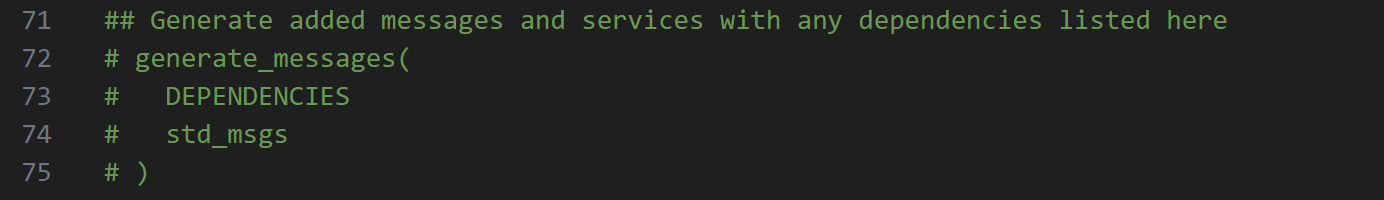 71 ## Generate added messages and services with any dependencies listed here
72 # generate_messages(
73 #   DEPENDENCIES
74 #   std_msgs
75 # )